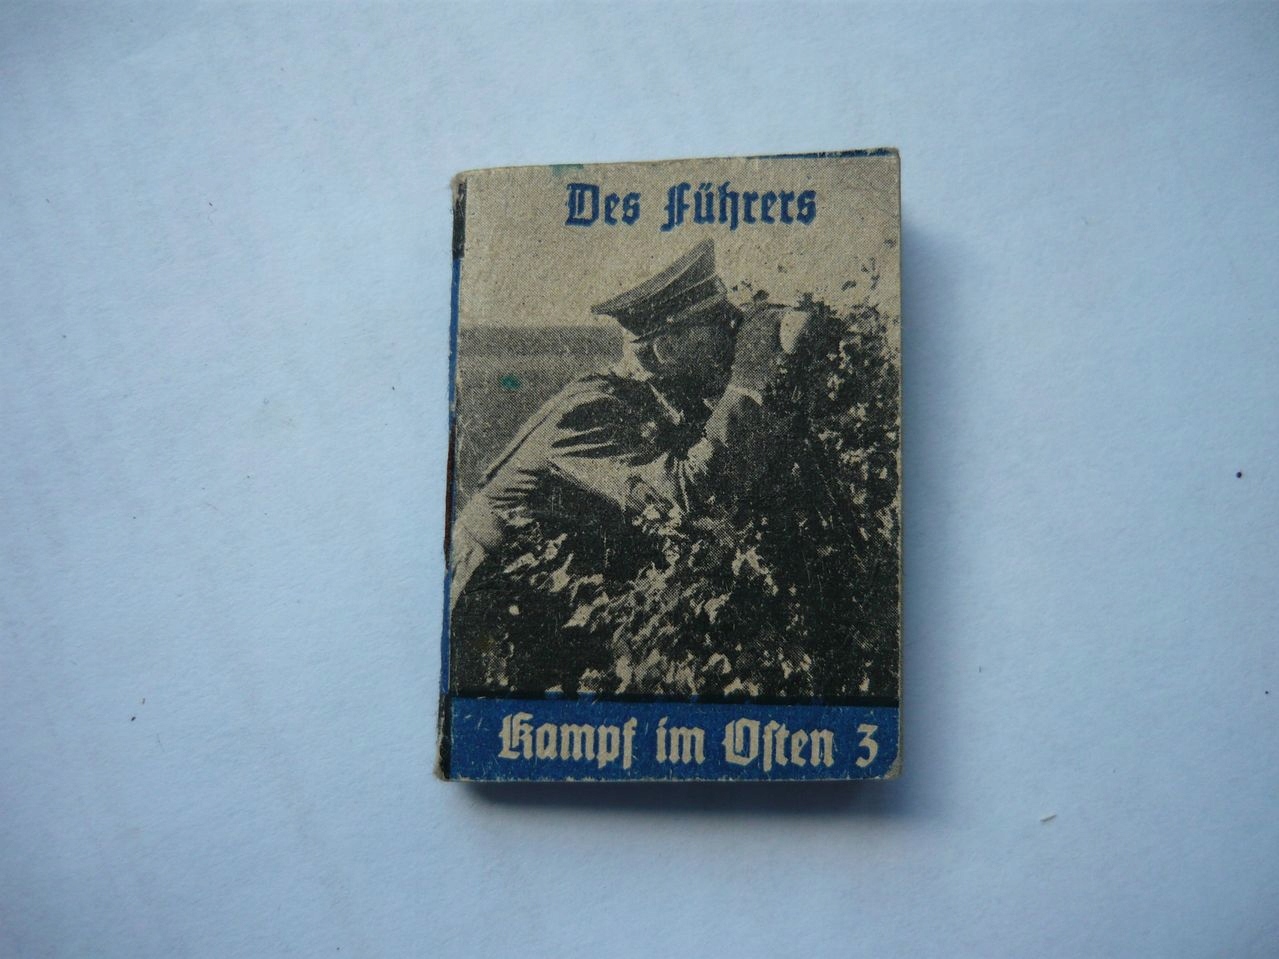 Des Führers
Kampf im Oſten 3